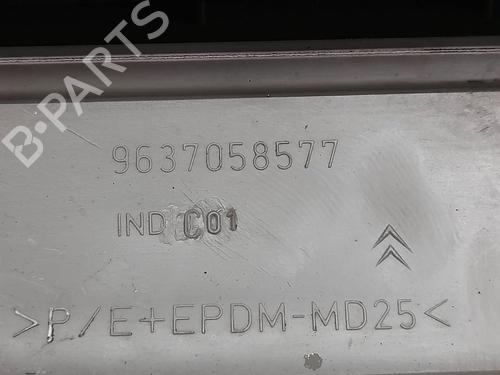 B-PARTS
9637058577
IND C01
>P/E+EPDM-MD25<